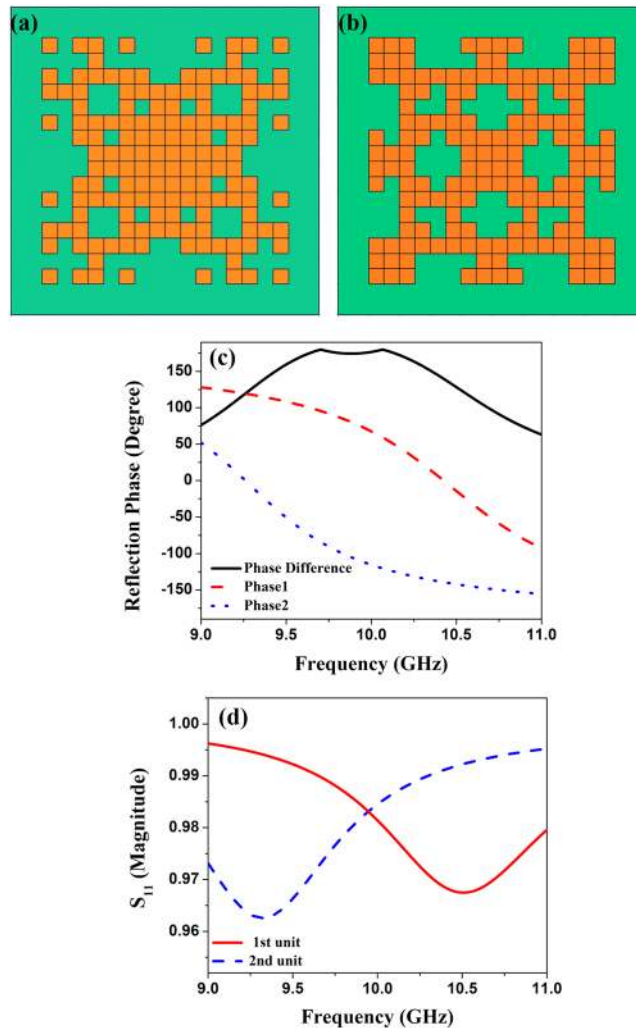 (a)
(b)
(c)
Reflection Phase (Degree)
150
100
50
0
-50
-100
-150
Phase Difference
Phase1
Phase2
9.0 9.5 10.0 10.5 11.0
Frequency (GHz)
(d)
S11 (Magnitude)
1.00
0.99
0.98
0.97
0.96
1st unit
2nd unit
9.0 9.5 10.0 10.5 11.0
Frequency (GHz)